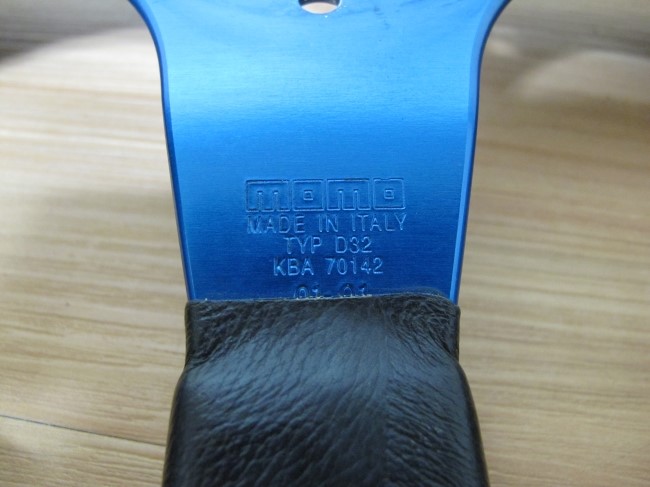 momo
MADE IN ITALY
TYP D32
KBA 70142